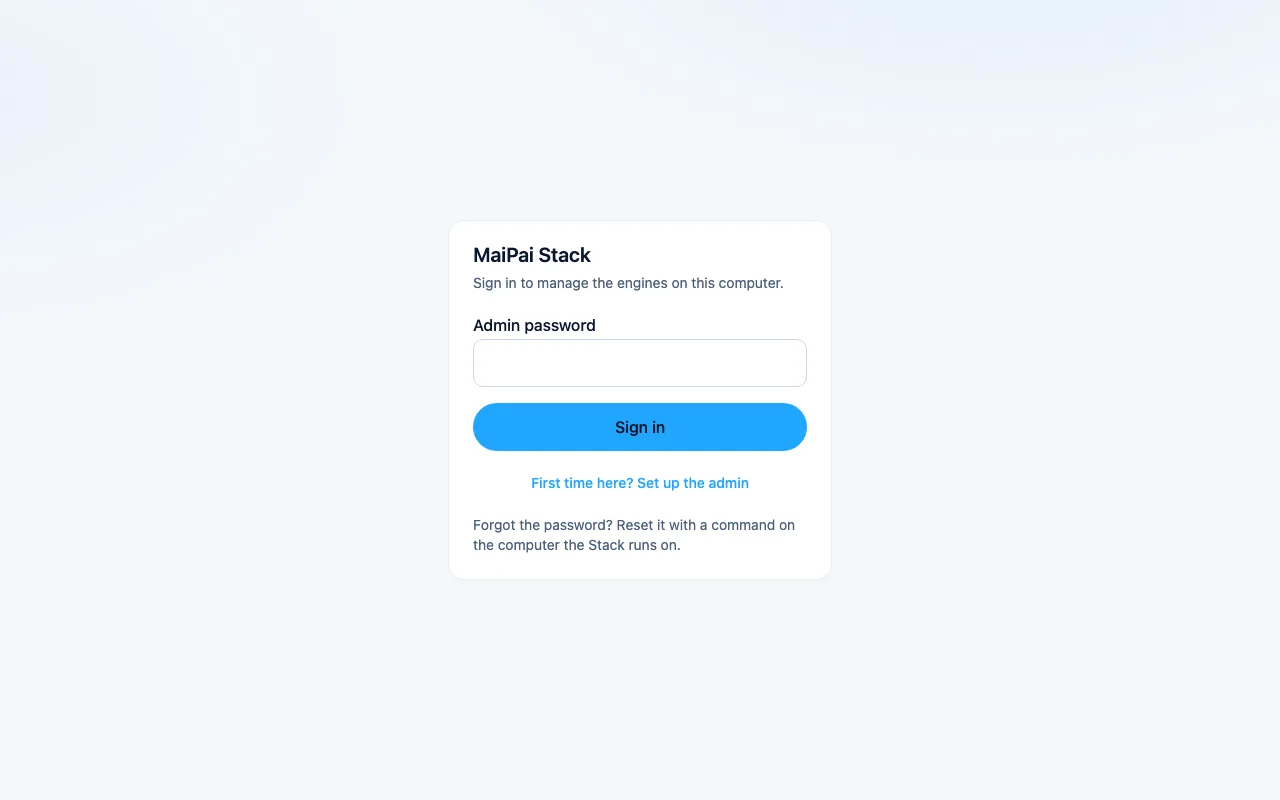 MaiPai Stack
Sign in to manage the engines on this computer.
Admin password
Sign in
First time here? Set up the admin
Forgot the password? Reset it with a command on
the computer the Stack runs on.